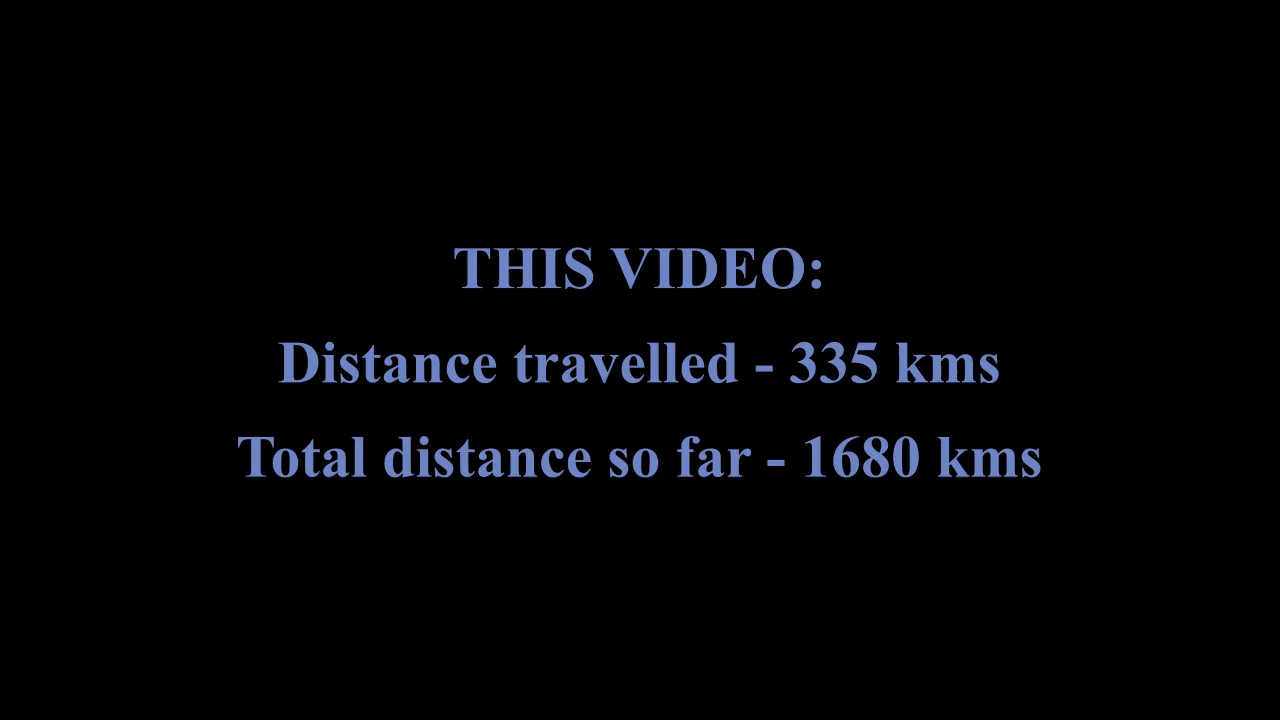 THIS VIDEO:
Distance travelled - 335 kms
Total distance so far - 1680 kms